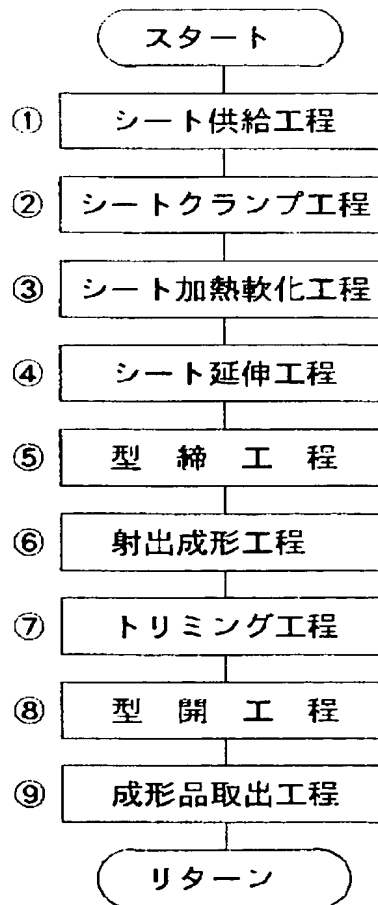 スタート
① シート供給工程
② シートクランプ工程
③ シート加熱軟化工程
④ シート延伸工程
⑤ 型締工程
⑥ 射出成形工程
⑦ トリミング工程
⑧ 型開工程
⑨ 成形品取出工程
リターン